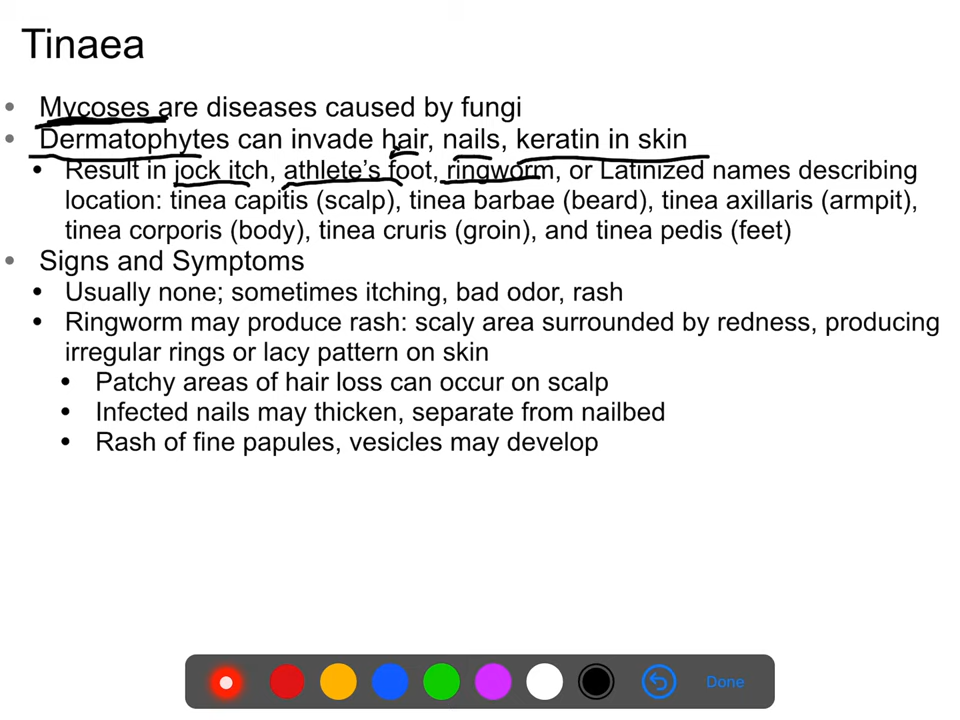 Tinaea
• Mycoses are diseases caused by fungi
• Dermatophytes can invade hair, nails, keratin in skin
• Result in jock itch, athlete's foot, ringworm, or Latinized names describing
location: tinea capitis (scalp), tinea barbae (beard), tinea axillaris (armpit),
tinea corporis (body), tinea cruris (groin), and tinea pedis (feet)
• Signs and Symptoms
• Usually none; sometimes itching, bad odor, rash
• Ringworm may produce rash: scaly area surrounded by redness, producing
irregular rings or lacy pattern on skin
• Patchy areas of hair loss can occur on scalp
• Infected nails may thicken, separate from nailbed
• Rash of fine papules, vesicles may develop
Done